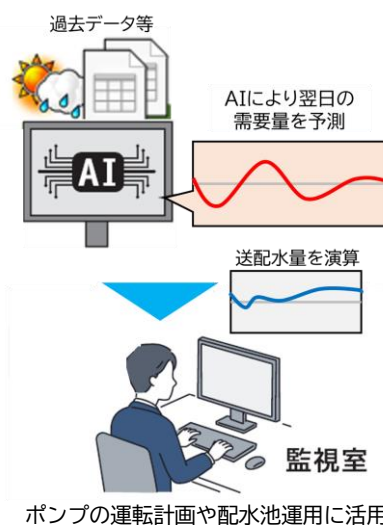 過去データ等
AIにより翌日の
需要量を予測
AI
送配水量を演算
監視室
ポンプの運転計画や配水池運用に活用